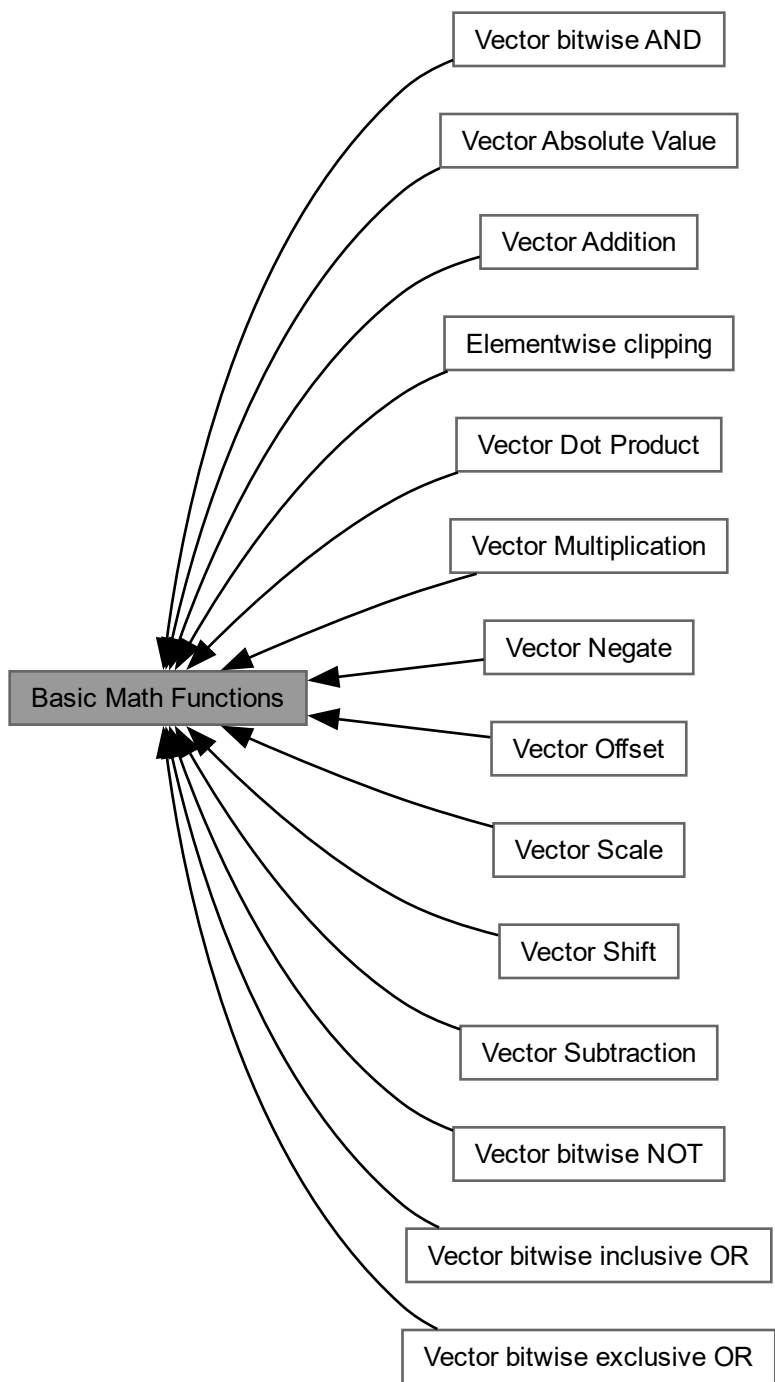 Vector bitwise AND
Vector Absolute Value
Vector Addition
Elementwise clipping
Vector Dot Product
Vector Multiplication
Vector Negate
Basic Math Functions
Vector Offset
Vector Scale
Vector Shift
Vector Subtraction
Vector bitwise NOT
Vector bitwise inclusive OR
Vector bitwise exclusive OR